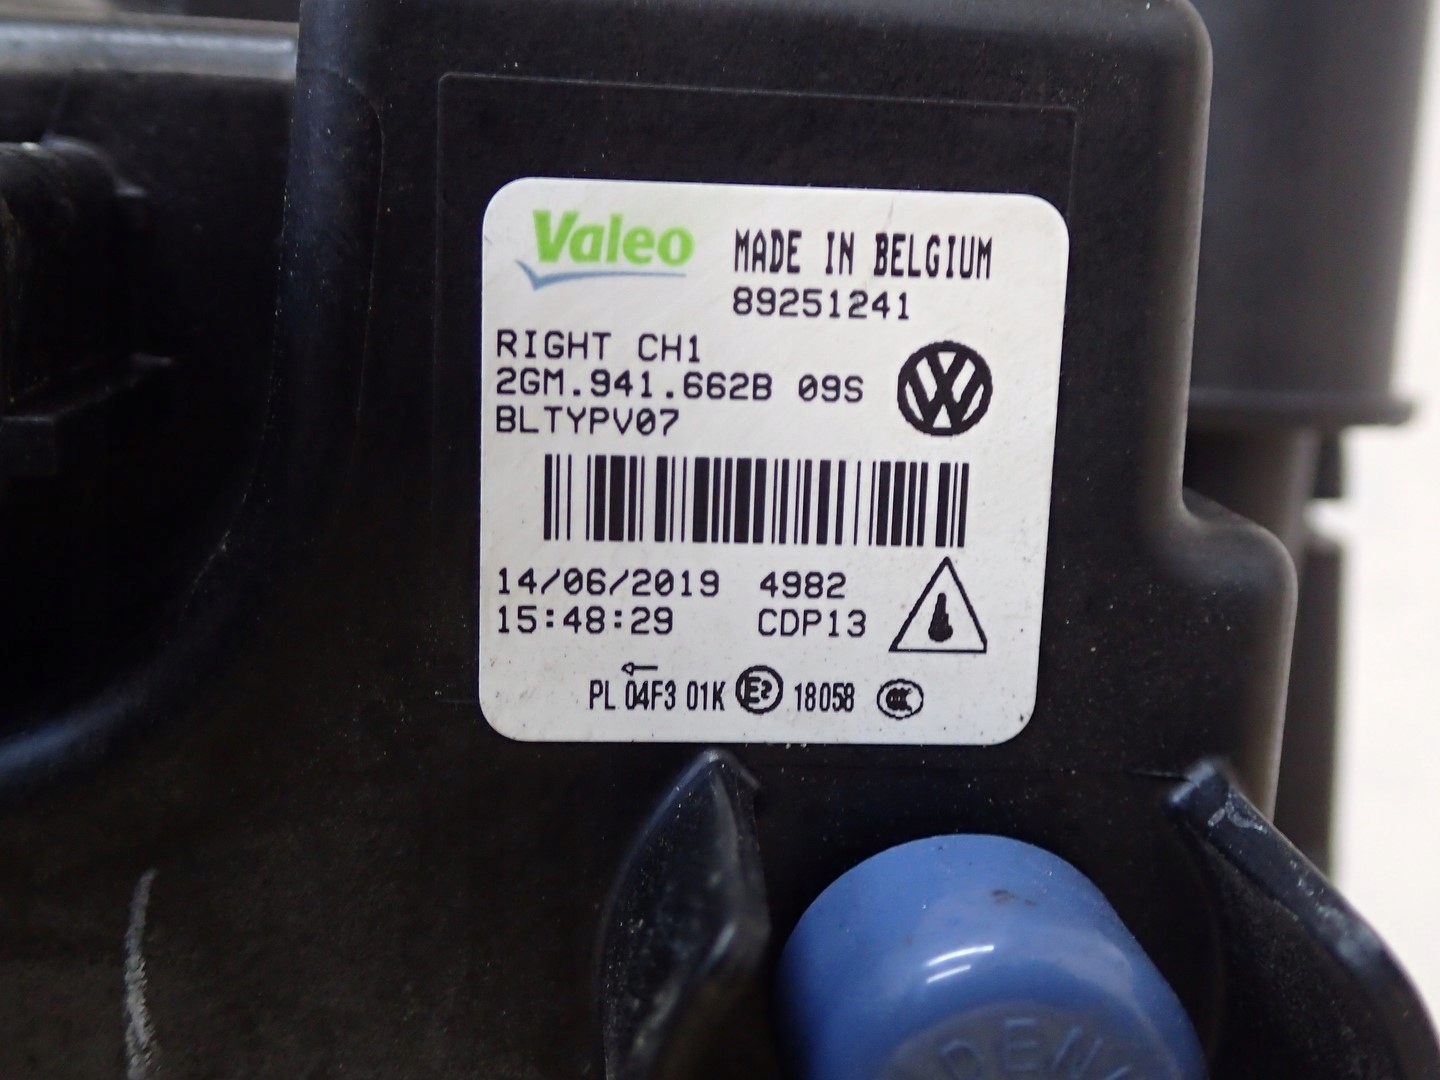 Valeo
MADE IN BELGIUM
89251241
RIGHT CH1
2GM.941.662B 09S
BLTYPV07
14/06/2019 4982
15:48:29 CDP13
PL 04F3 01K E2 18058 CCC